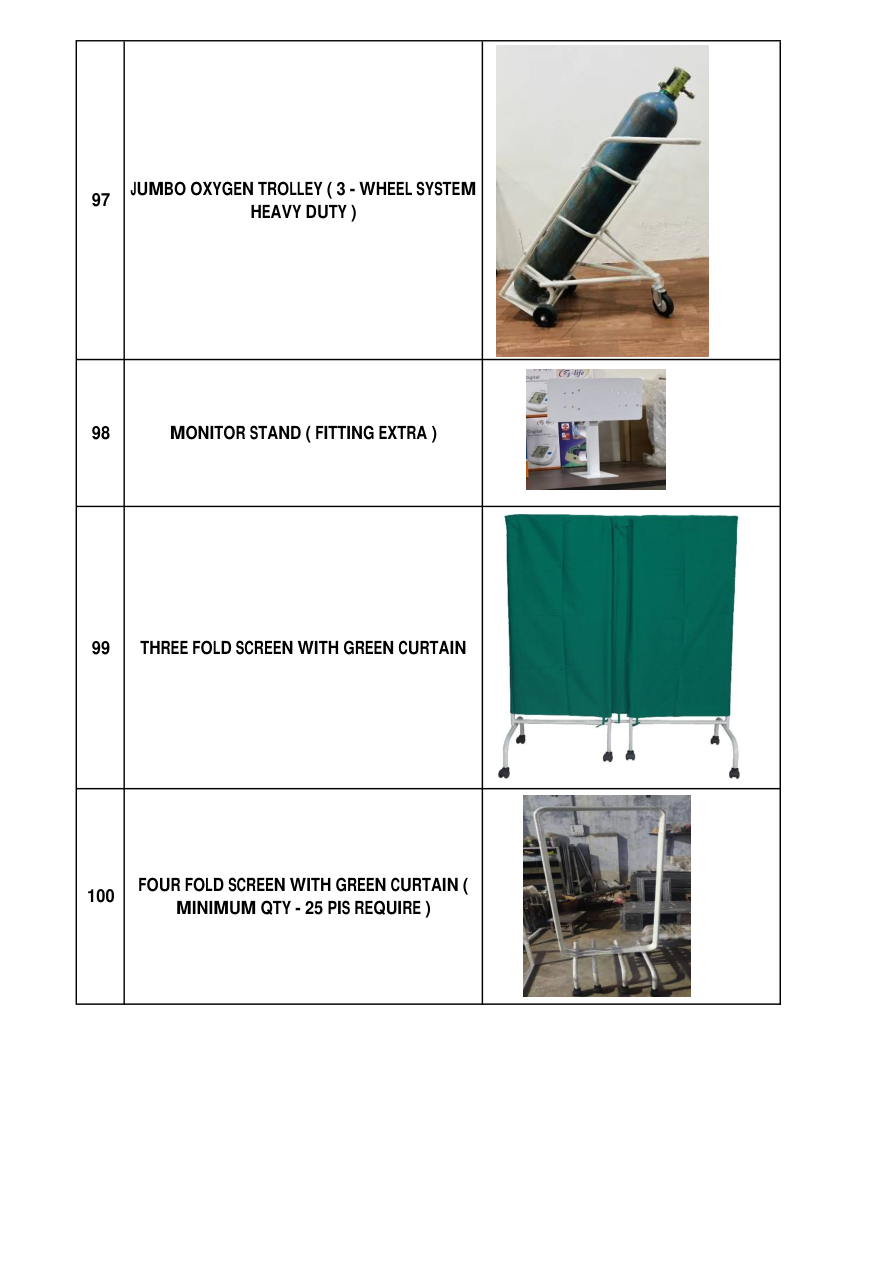 97
JUMBO OXYGEN TROLLEY ( 3 - WHEEL SYSTEM
HEAVY DUTY )
98
MONITOR STAND ( FITTING EXTRA )
99
THREE FOLD SCREEN WITH GREEN CURTAIN
100
FOUR FOLD SCREEN WITH GREEN CURTAIN (
MINIMUM QTY - 25 PIS REQUIRE )